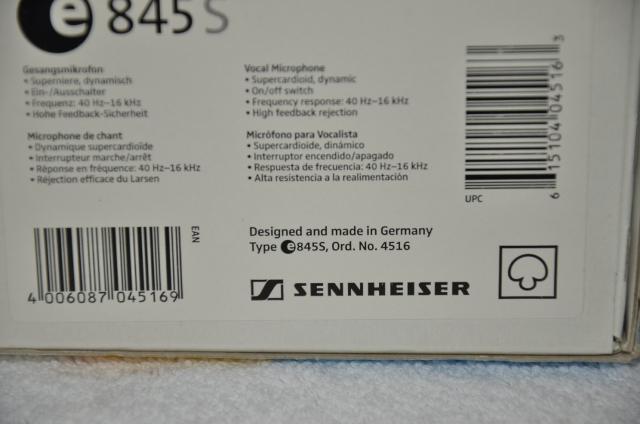 e 845 S
Gesangsmikrofon
• Superniere, dynamisch
• Ein-/Ausschalter
• Frequenz: 40 Hz–16 kHz
• Hohe Feedback-Sicherheit
Vocal Microphone
• Supercardioid, dynamic
• On/off switch
• Frequency response: 40 Hz–16 kHz
• High feedback rejection
Microphone de chant
• Dynamique supercardioïde
• Interrupteur marche/arrêt
• Réponse en fréquence: 40 Hz–16 kHz
• Réjection efficace du Larsen
Micrófono para Vocalista
• Supercardioide, dinámico
• Interruptor encendido/apagado
• Respuesta de frecuencia: 40 Hz–16 kHz
• Alta resistencia a la realimentación
UPC
6 15104 04516 3
EAN
4 006087 045169
Designed and made in Germany
Type e845S, Ord. No. 4516
SENNHEISER